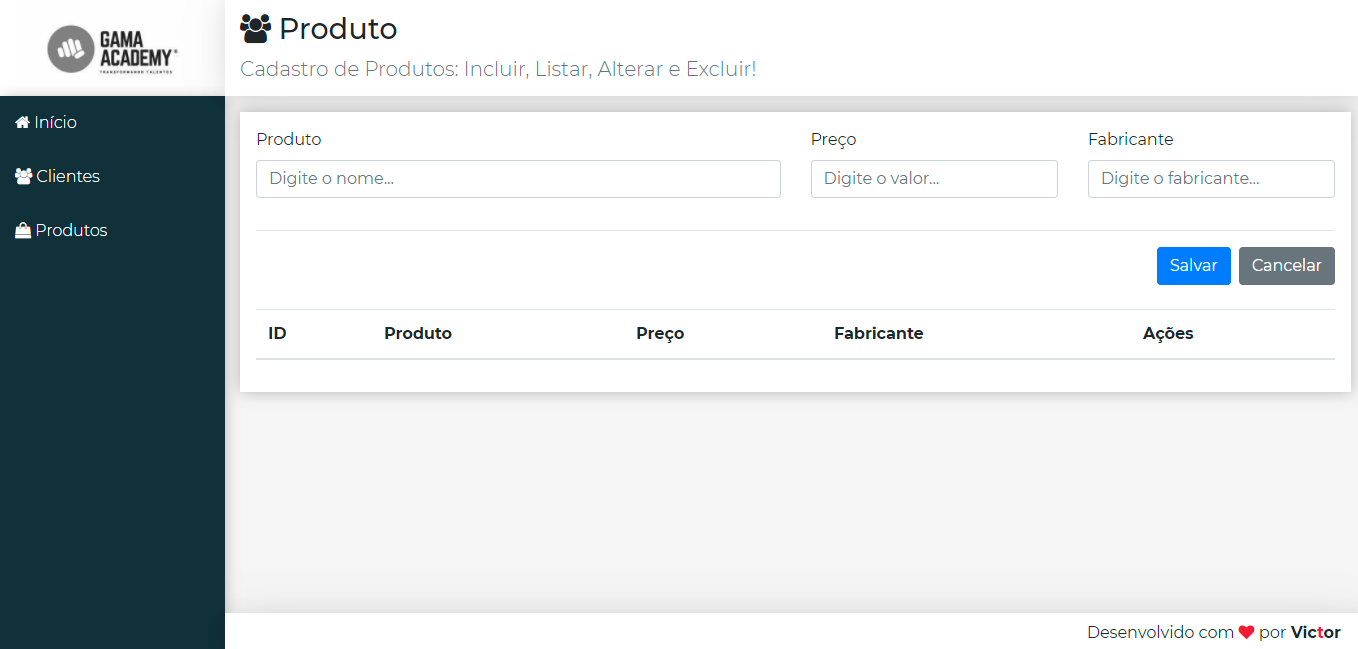 GAMA
ACADEMY
TRANSFORMANDO TALENTOS
Produto
Cadastro de Produtos: Incluir, Listar, Alterar e Excluir!
Início
Clientes
Produtos
Produto Preço Fabricante
Digite o nome... Digite o valor... Digite o fabricante...
Salvar Cancelar
ID Produto Preço Fabricante Ações
Desenvolvido com ❤ por Victor